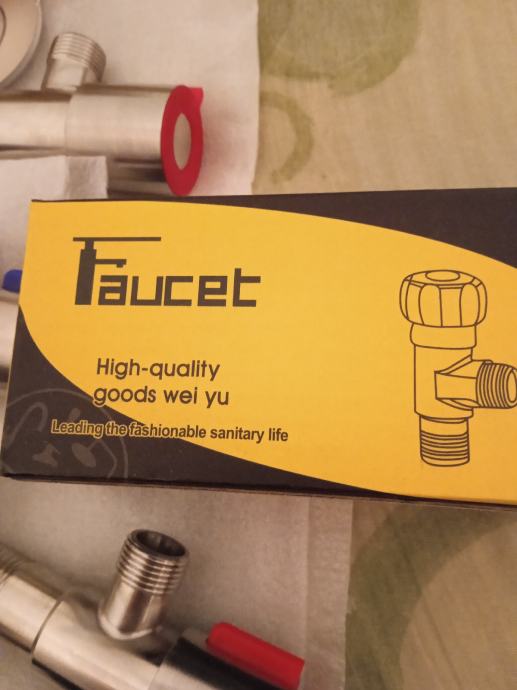 Faucet
High-quality
goods wei yu
Leading the fashionable sanitary life